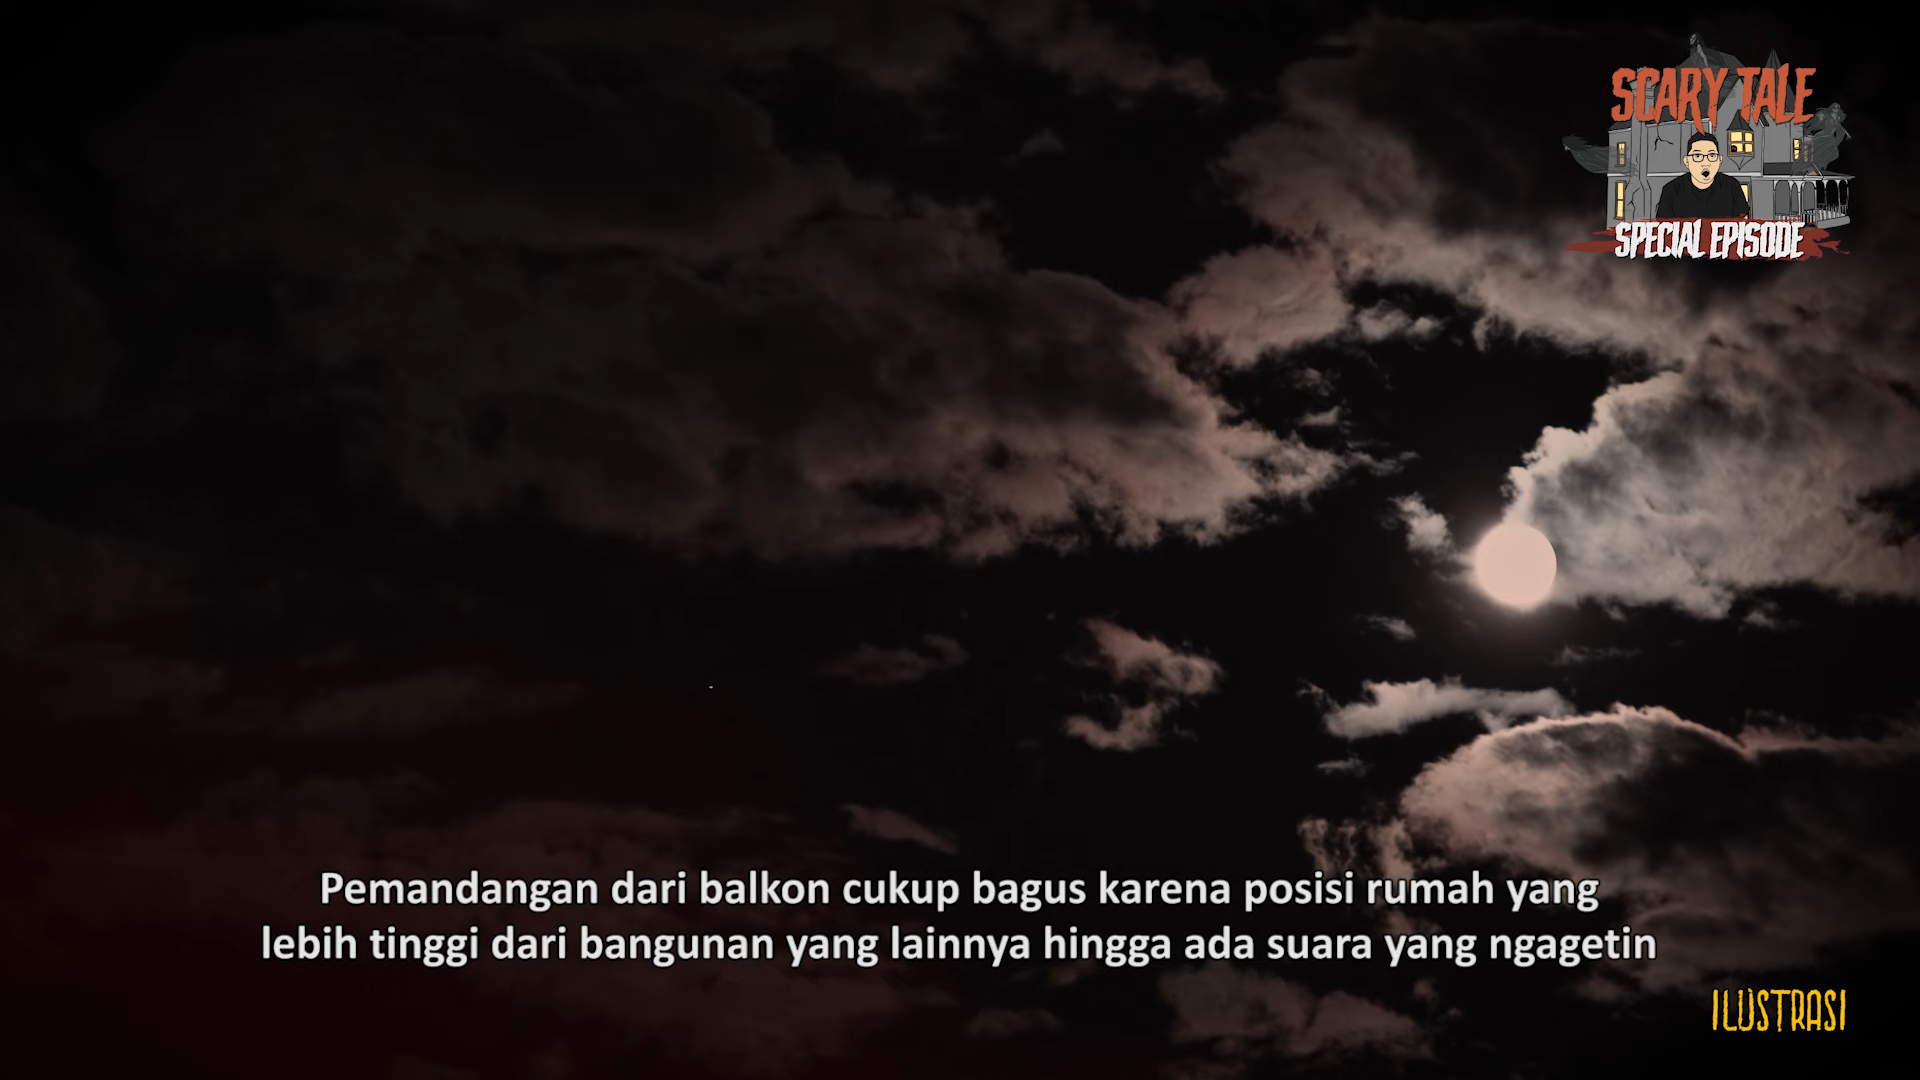 SCARY TALE
SPECIAL EPISODE
Pemandangan dari balkon cukup bagus karena posisi rumah yang
lebih tinggi dari bangunan yang lainnya hingga ada suara yang ngagetin
ILUSTRASI